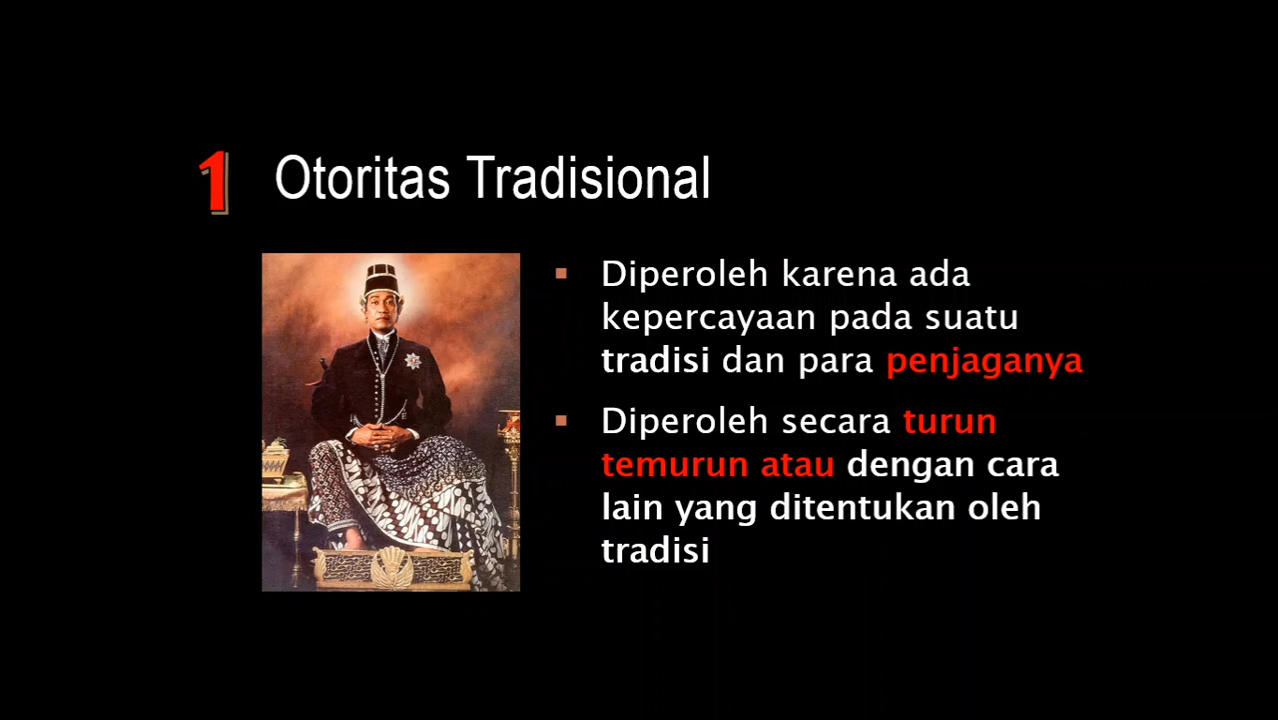 1 Otoritas Tradisional
▪ Diperoleh karena ada
kepercayaan pada suatu
tradisi dan para penjaganya
▪ Diperoleh secara turun
temurun atau dengan cara
lain yang ditentukan oleh
tradisi